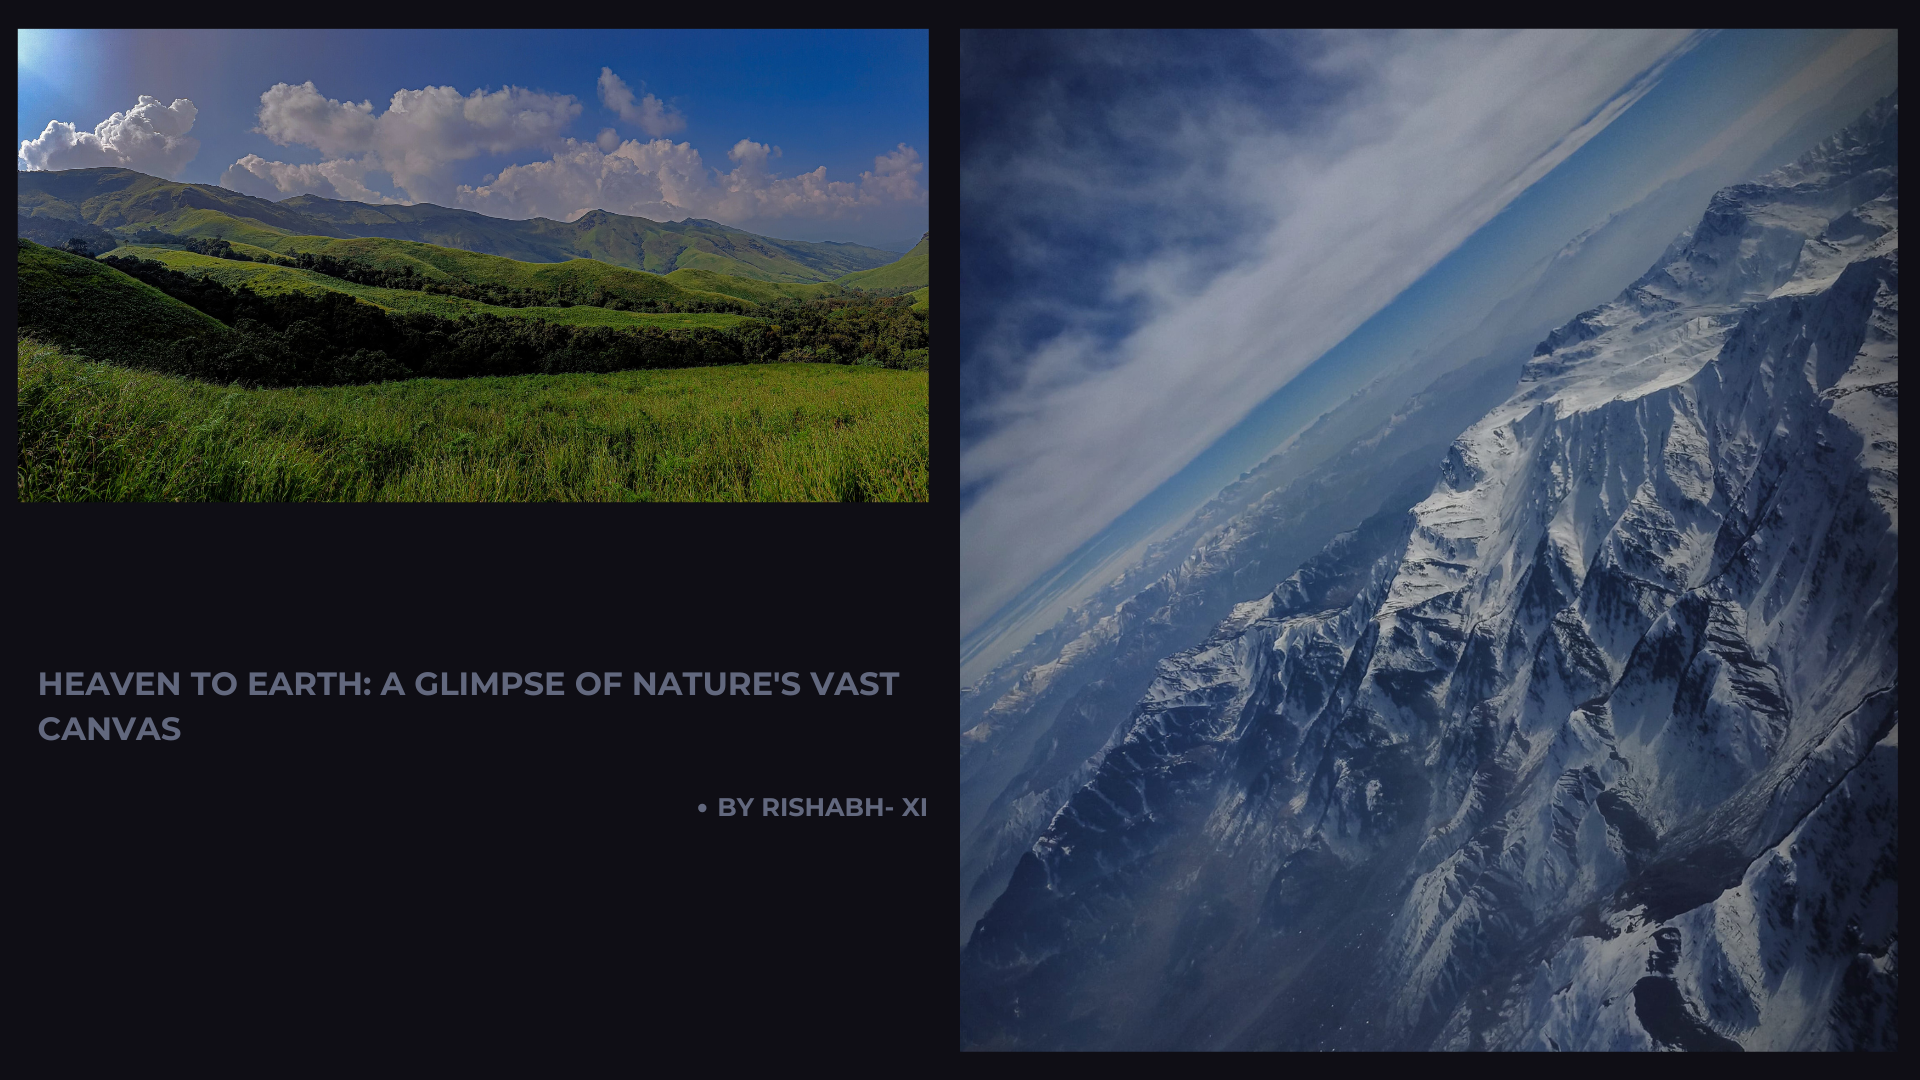 HEAVEN TO EARTH: A GLIMPSE OF NATURE'S VAST
CANVAS
• BY RISHABH- XI